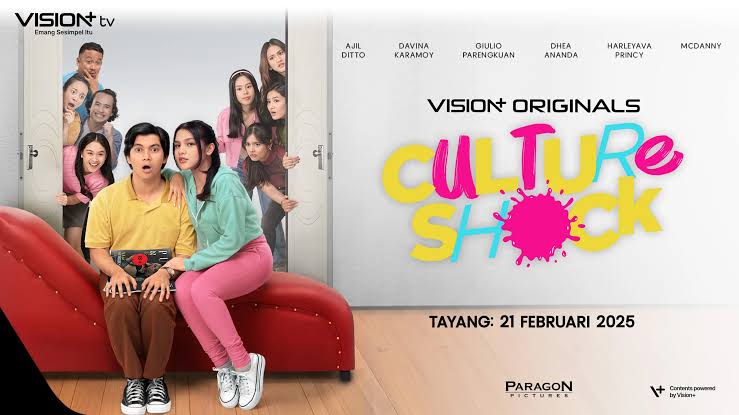 VISION+ tv
Emang Sesimpel Itu
AJIL DAVINA GIULIO DHEA HARLEYAVA MCDANNY
DITTO KARAMOY PARENGKUAN ANANDA PRINCY
VISION+ ORIGINALS
CULTURe
SHOCK
TAYANG: 21 FEBRUARI 2025
PARAGON
PICTURES
V+ Contents powered
by Vision+